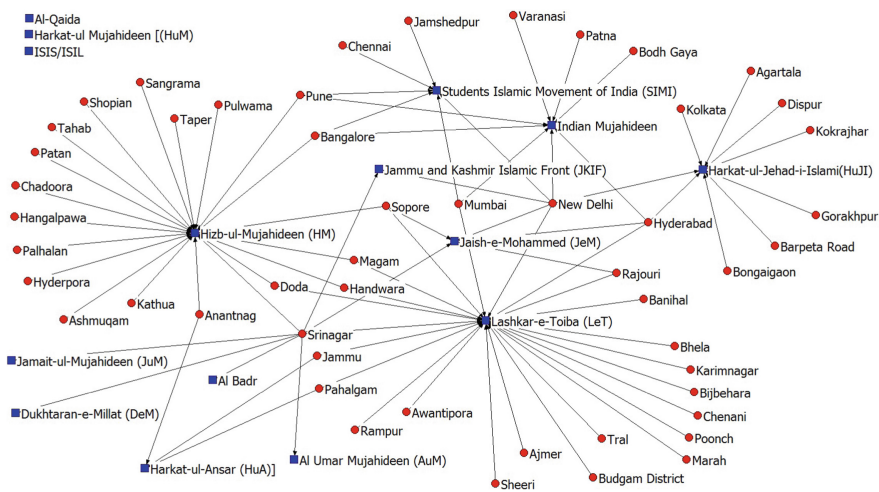 Al-Qaida
Harkat-ul Mujahideen [(HuM)
ISIS/ISIL
Jamshedpur
Varanasi
Chennai
Patna
Bodh Gaya
Sangrama
Agartala
Shopian
Pune
Students Islamic Movement of India (SIMI)
Pulwama
Kolkata
Dispur
Taper
Tahab
Bangalore
Indian Mujahideen
Kokrajhar
Patan
Jammu and Kashmir Islamic Front (JKIF)
Harkat-ul-Jehad-i-Islami(HuJI)
Chadoora
Sopore
Mumbai
New Delhi
Hangalpawa
Gorakhpur
Hizb-ul-Mujahideen (HM)
Hyderabad
Jaish-e-Mohammed (JeM)
Barpeta Road
Palhalan
Magam
Rajouri
Bongaigaon
Hyderpora
Doda
Handwara
Kathua
Banihal
Ashmuqam
Anantnag
Lashkar-e-Toiba (LeT)
Srinagar
Bhela
Jamait-ul-Mujahideen (JuM)
Jammu
Karimnagar
Al Badr
Pahalgam
Bijbehara
Dukhtaran-e-Millat (DeM)
Awantipora
Chenani
Rampur
Tral
Poonch
Ajmer
Marah
Harkat-ul-Ansar (HuA)]
Al Umar Mujahideen (AuM)
Sheeri
Budgam District